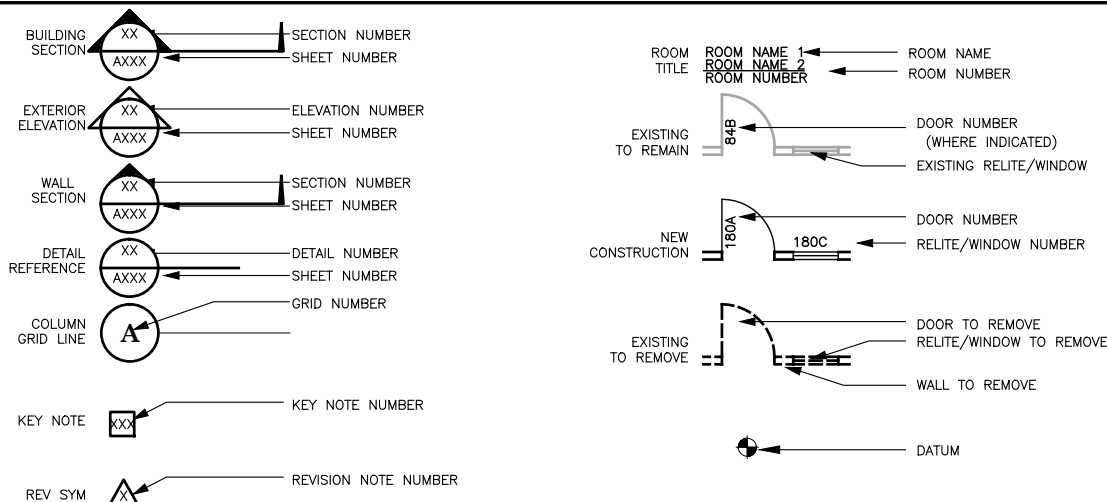 BUILDING
SECTION
XX
AXXX
SECTION NUMBER
SHEET NUMBER
EXTERIOR
ELEVATION
XX
AXXX
ELEVATION NUMBER
SHEET NUMBER
WALL
SECTION
XX
AXXX
SECTION NUMBER
SHEET NUMBER
DETAIL
REFERENCE
XX
AXXX
DETAIL NUMBER
SHEET NUMBER
COLUMN
GRID LINE
A
GRID NUMBER
KEY NOTE
XXX
KEY NOTE NUMBER
REV SYM
X
REVISION NOTE NUMBER
ROOM
TITLE
ROOM NAME 1
ROOM NAME 2
ROOM NUMBER
ROOM NAME
ROOM NUMBER
EXISTING
TO REMAIN
84B
DOOR NUMBER
(WHERE INDICATED)
EXISTING RELITE/WINDOW
NEW
CONSTRUCTION
180A
180C
DOOR NUMBER
RELITE/WINDOW NUMBER
EXISTING
TO REMOVE
DOOR TO REMOVE
RELITE/WINDOW TO REMOVE
WALL TO REMOVE
DATUM